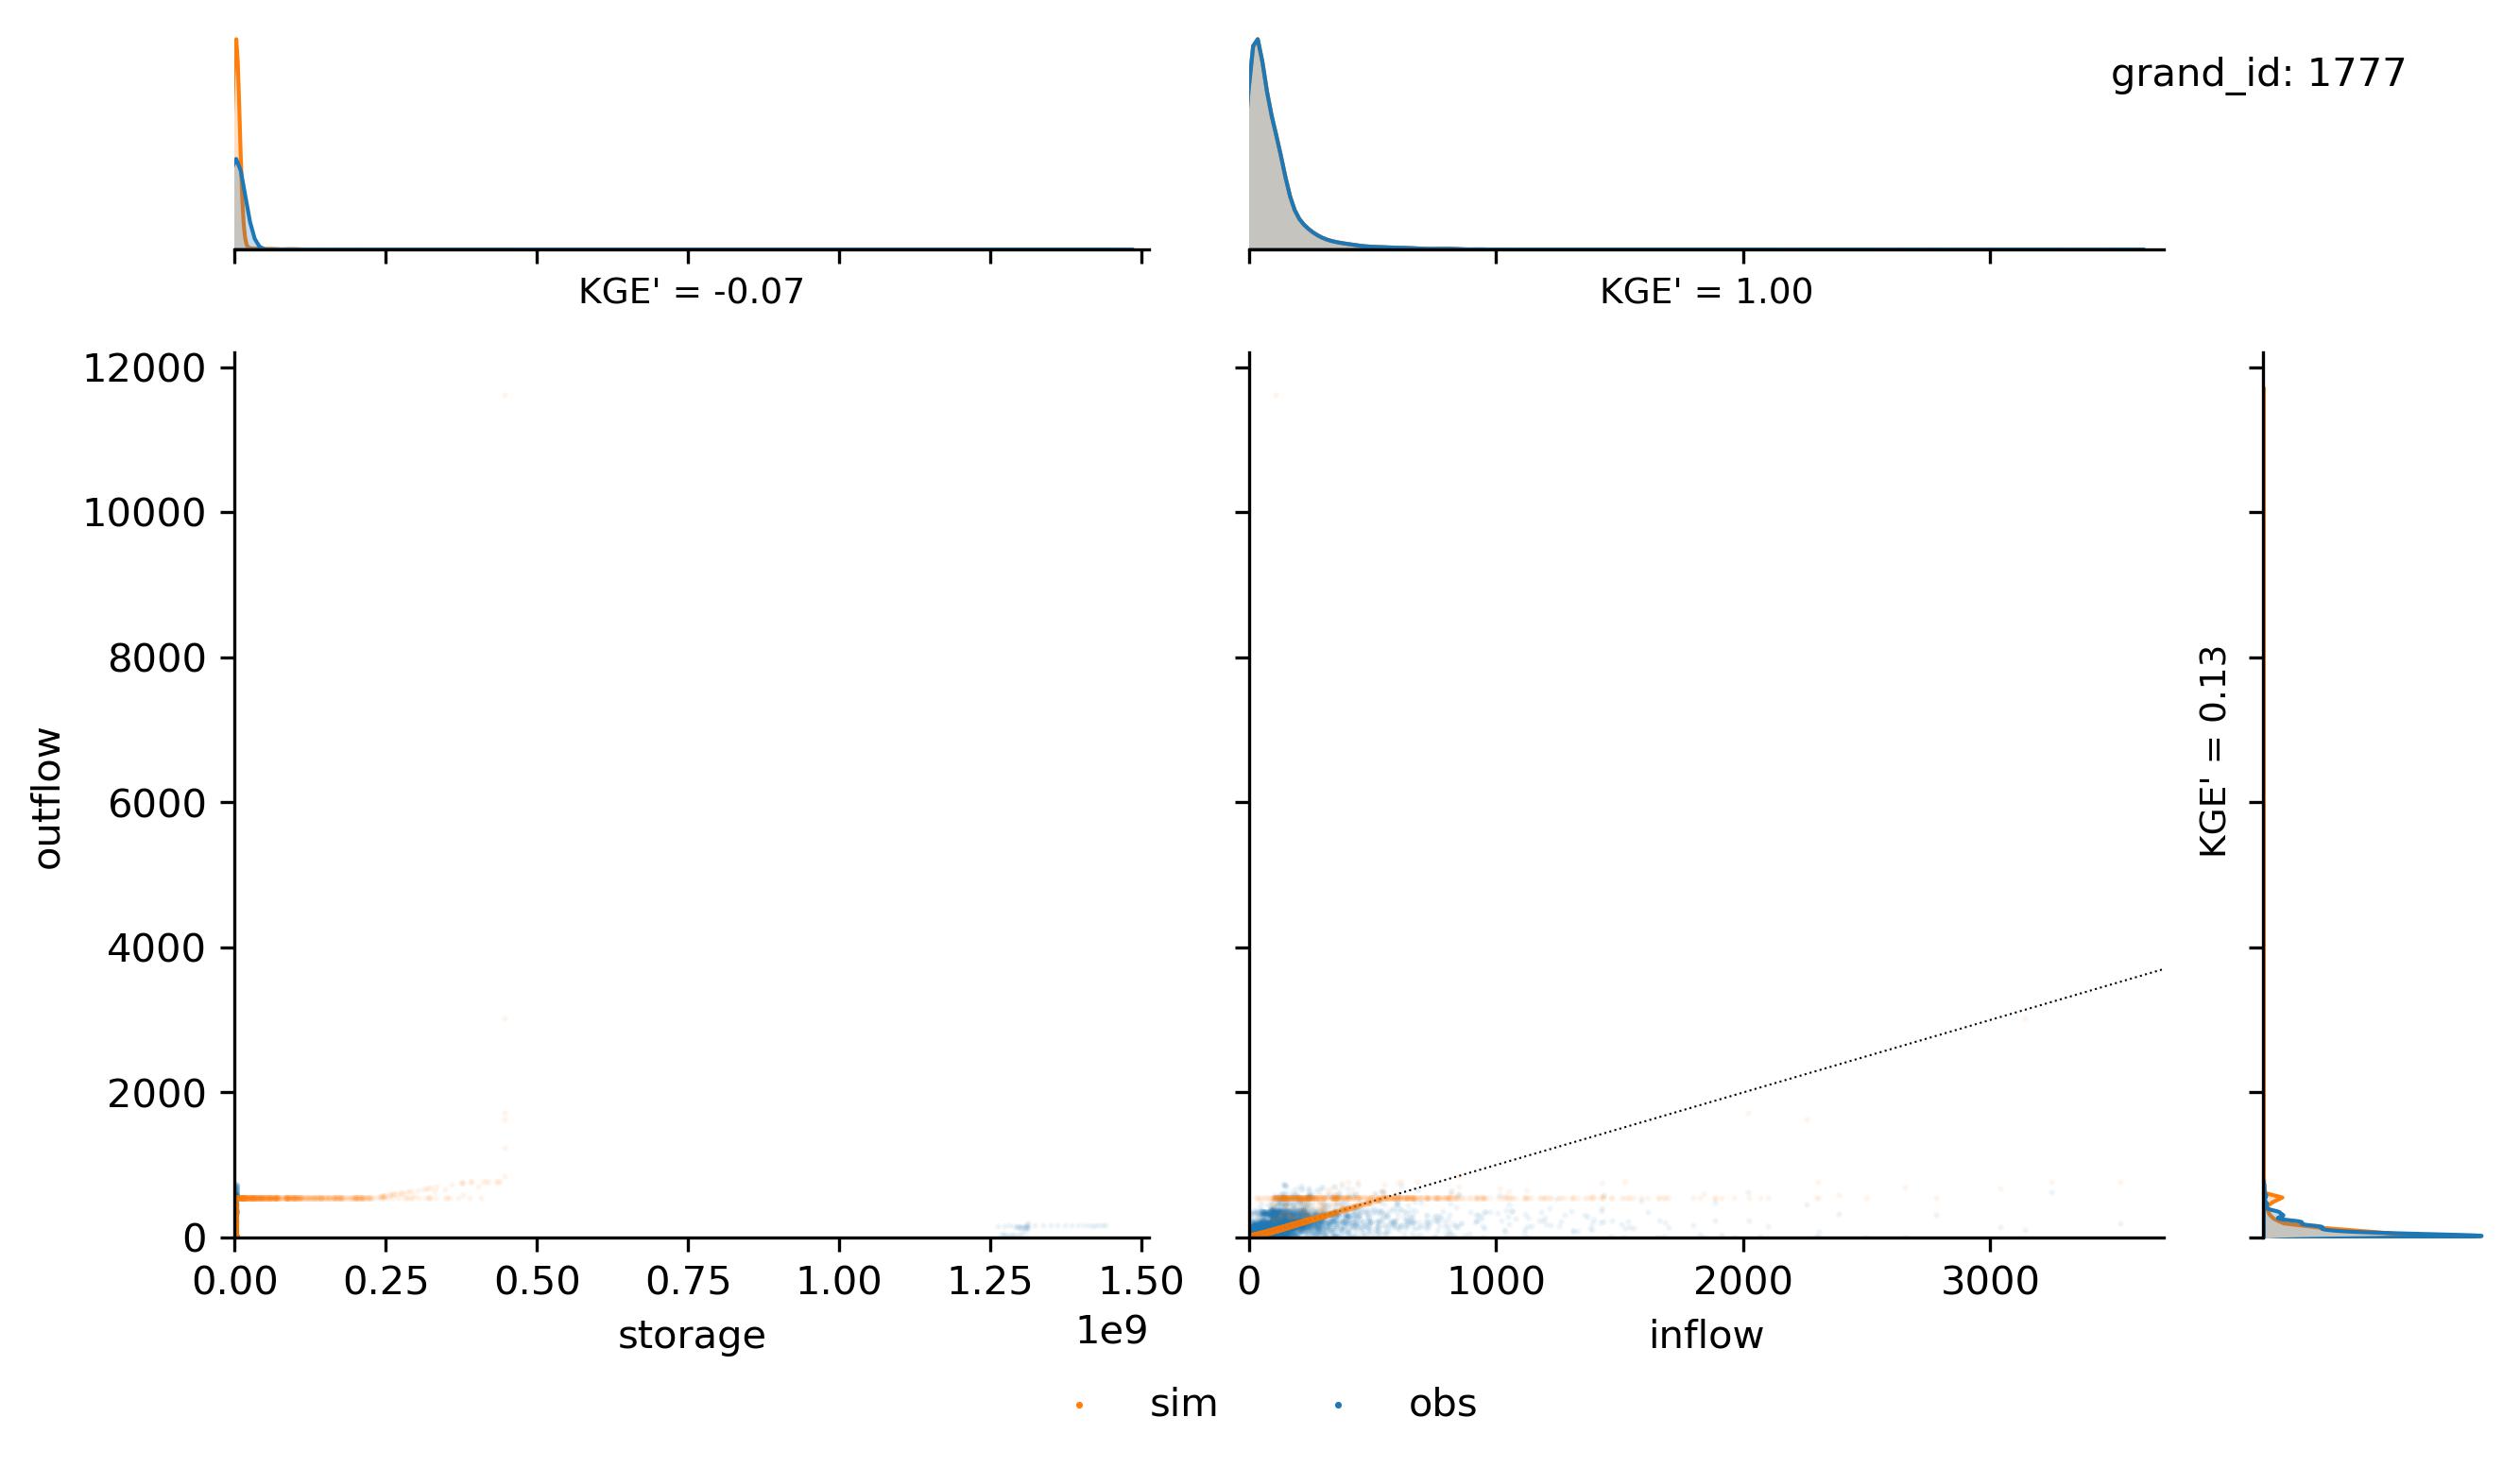 grand_id: 1777
KGE' = -0.07
KGE' = 1.00
12000
10000
8000
6000
4000
2000
0
outflow
KGE' = 0.13
0.00 0.25 0.50 0.75 1.00 1.25 1.50
1e9
storage
0 1000 2000 3000
inflow
sim obs